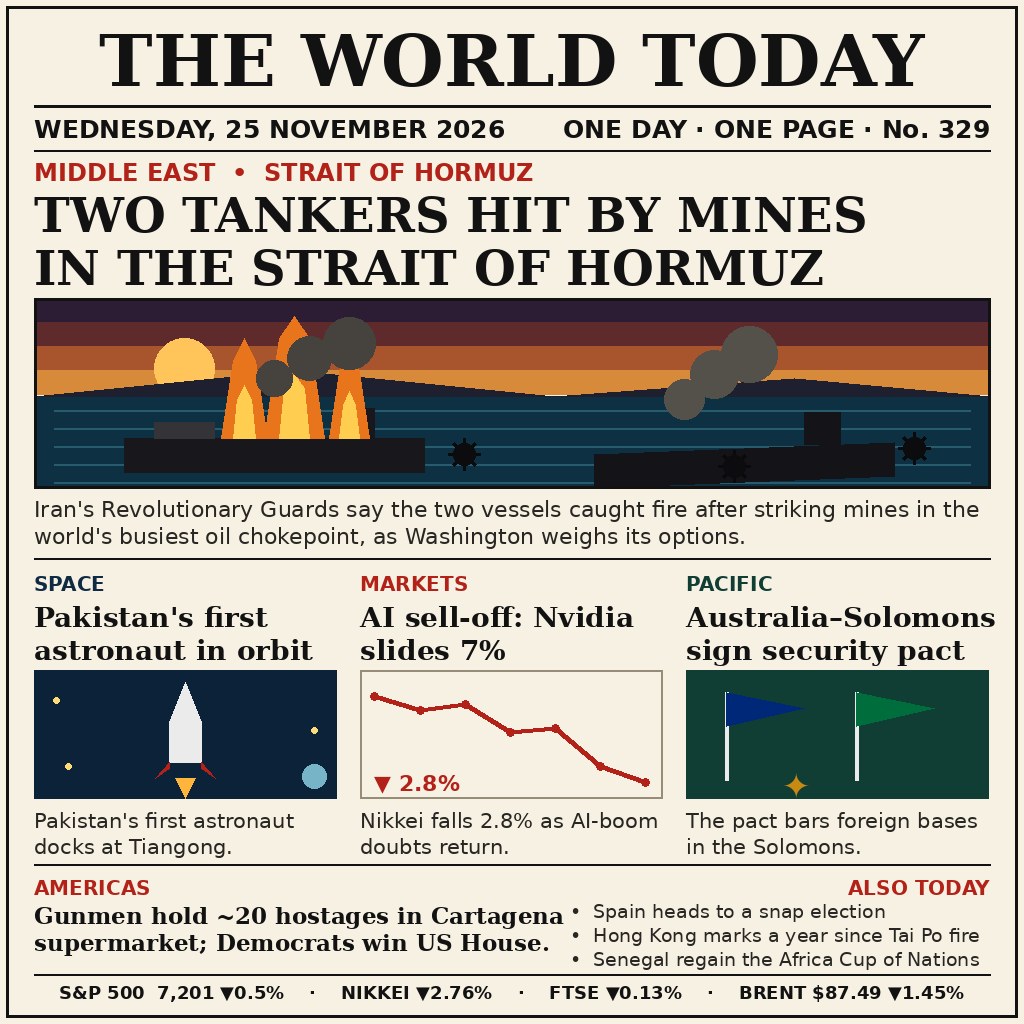 THE WORLD TODAY
WEDNESDAY, 25 NOVEMBER 2026
ONE DAY · ONE PAGE · No. 329
MIDDLE EAST • STRAIT OF HORMUZ
TWO TANKERS HIT BY MINES
IN THE STRAIT OF HORMUZ
Iran's Revolutionary Guards say the two vessels caught fire after striking mines in the
world's busiest oil chokepoint, as Washington weighs its options.
SPACE
Pakistan's first
astronaut in orbit
Pakistan's first astronaut
docks at Tiangong.
MARKETS
AI sell-off: Nvidia
slides 7%
▼ 2.8%
Nikkei falls 2.8% as AI-boom
doubts return.
PACIFIC
Australia–Solomons
sign security pact
The pact bars foreign bases
in the Solomons.
AMERICAS
Gunmen hold ~20 hostages in Cartagena
supermarket; Democrats win US House.
ALSO TODAY
• Spain heads to a snap election
• Hong Kong marks a year since Tai Po fire
• Senegal regain the Africa Cup of Nations
S&P 500 7,201 ▼0.5% · NIKKEI ▼2.76% · FTSE ▼0.13% · BRENT $87.49 ▼1.45%